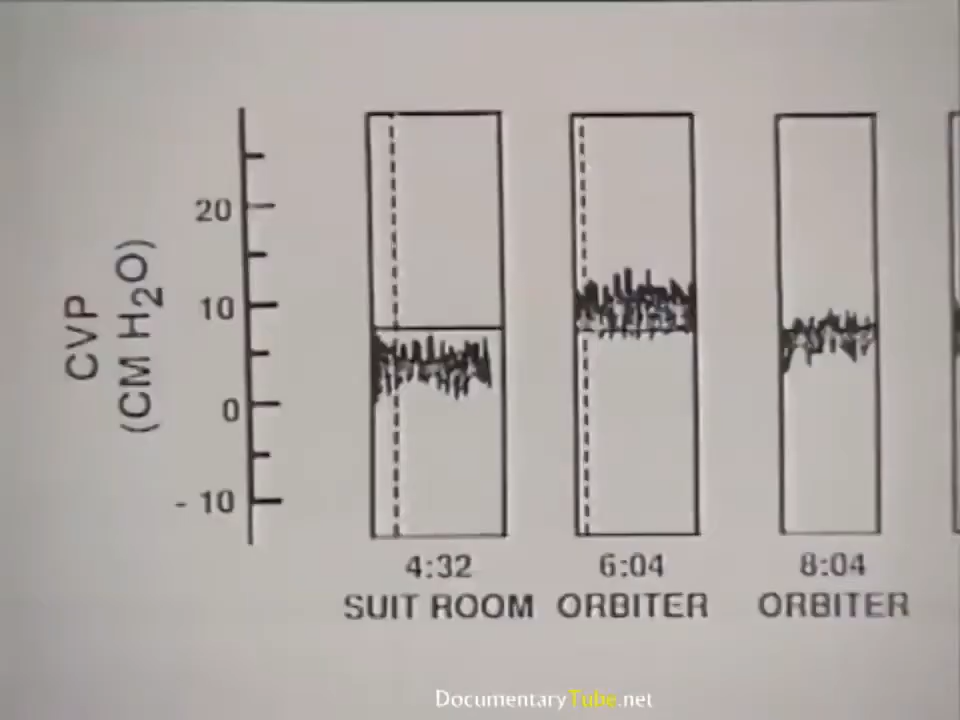 CVP
(CM H2O)
20
10
0
- 10
4:32
SUIT ROOM
6:04
ORBITER
8:04
ORBITER
DocumentaryTube.net